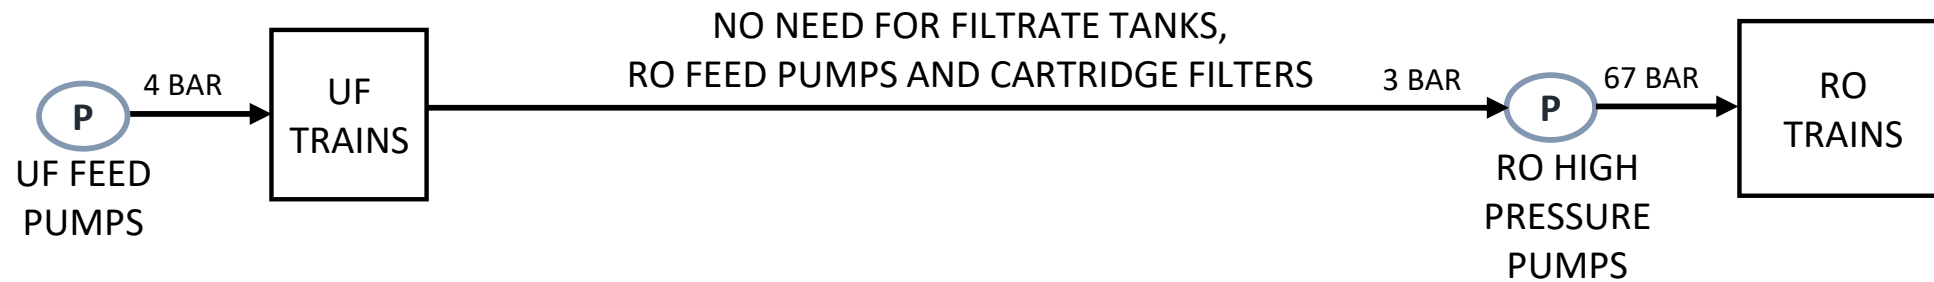 NO NEED FOR FILTRATE TANKS,
RO FEED PUMPS AND CARTRIDGE FILTERS
P
4 BAR
UF
TRAINS
3 BAR
P
67 BAR
RO
TRAINS
UF FEED
PUMPS
RO HIGH
PRESSURE
PUMPS